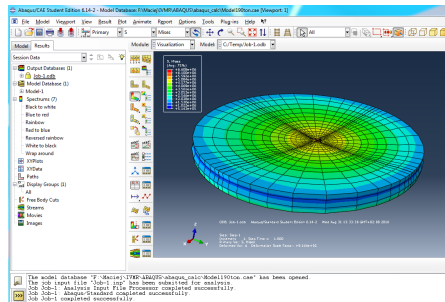 Abaqus/CAE Student Edition 6.14-2 - Model Database: F:\Maciej\IVMR\ABAQUS\abaqus_calc\Model190ton.cae [Viewport: 1]
File Model Viewport View Result Plot Animate Report Options Tools Plug-ins Help
Primary S Mises All
Model Results Module: Visualization Model: C:/Temp/Job-1.odb
Session Data
Output Databases (1)
Job-1.odb
Model Database (1)
Model-1
Spectrums (7)
Black to white
Blue to red
Rainbow
Red to blue
Reversed rainbow
White to black
Wrap around
XYPlots
XYData
Paths
Display Groups (1)
All
Free Body Cuts
Streams
Movies
Images
S, Mises
(Avg: 75%)
The model database "F:\Maciej\IVMR\ABAQUS\abaqus_calc\Model190ton.cae" has been opened.
The job input file "Job-1.inp" has been submitted for analysis.
Job Job-1: Analysis Input File Processor completed successfully.
Job Job-1: Abaqus/Standard completed successfully.
Job Job-1 completed successfully.